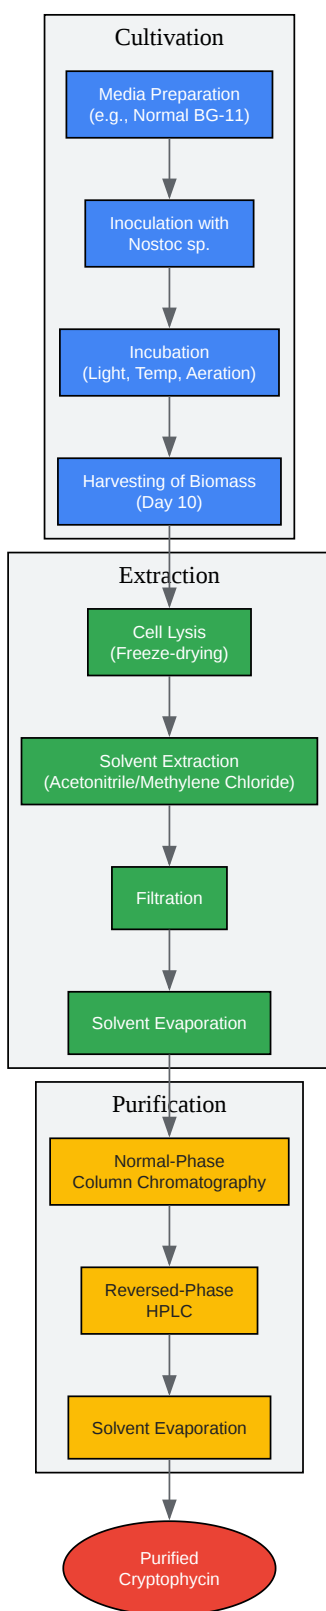 Cultivation
Media Preparation
(e.g., Normal BG-11)
Inoculation with
Nostoc sp.
Incubation
(Light, Temp, Aeration)
Harvesting of Biomass
(Day 10)
Extraction
Cell Lysis
(Freeze-drying)
Solvent Extraction
(Acetonitrile/Methylene Chloride)
Filtration
Solvent Evaporation
Purification
Normal-Phase
Column Chromatography
Reversed-Phase
HPLC
Solvent Evaporation
Purified
Cryptophycin